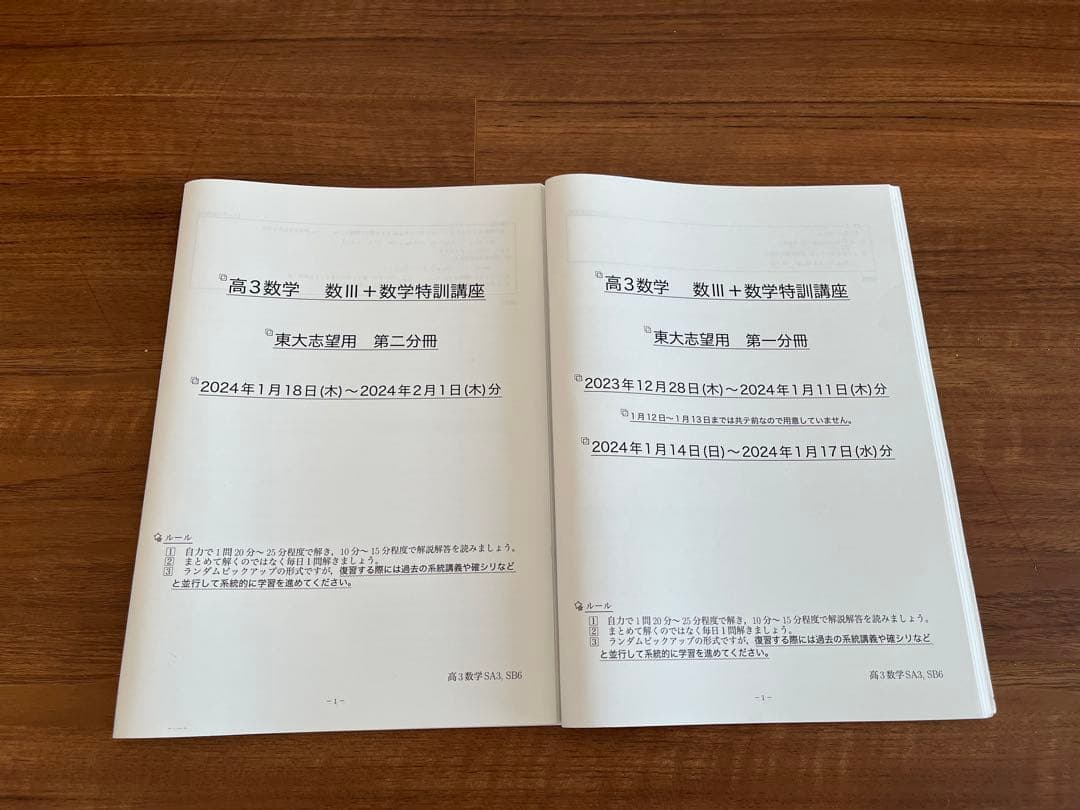 高3数学 数Ⅲ+数学特訓講座
東大志望用 第二分冊
2024年1月18日(木)～2024年2月1日(木)分
ルール
1 自力で1問20分～25分程度で解き，10分～15分程度で解説解答を読みましょう。
2 まとめて解くのではなく毎日1問解きましょう。
3 ランダムピックアップの形式ですが，復習する際には過去の系統講義や確シリなど
と並行して系統的に学習を進めてください。
高3数学SA3, SB6
－1－
高3数学 数Ⅲ+数学特訓講座
東大志望用 第一分冊
2023年12月28日(木)～2024年1月11日(木)分
1月12日～1月13日までは共テ前なので用意していません。
2024年1月14日(日)～2024年1月17日(水)分
ルール
1 自力で1問20分～25分程度で解き，10分～15分程度で解説解答を読みましょう。
2 まとめて解くのではなく毎日1問解きましょう。
3 ランダムピックアップの形式ですが，復習する際には過去の系統講義や確シリなど
と並行して系統的に学習を進めてください。
高3数学SA3, SB6
－1－